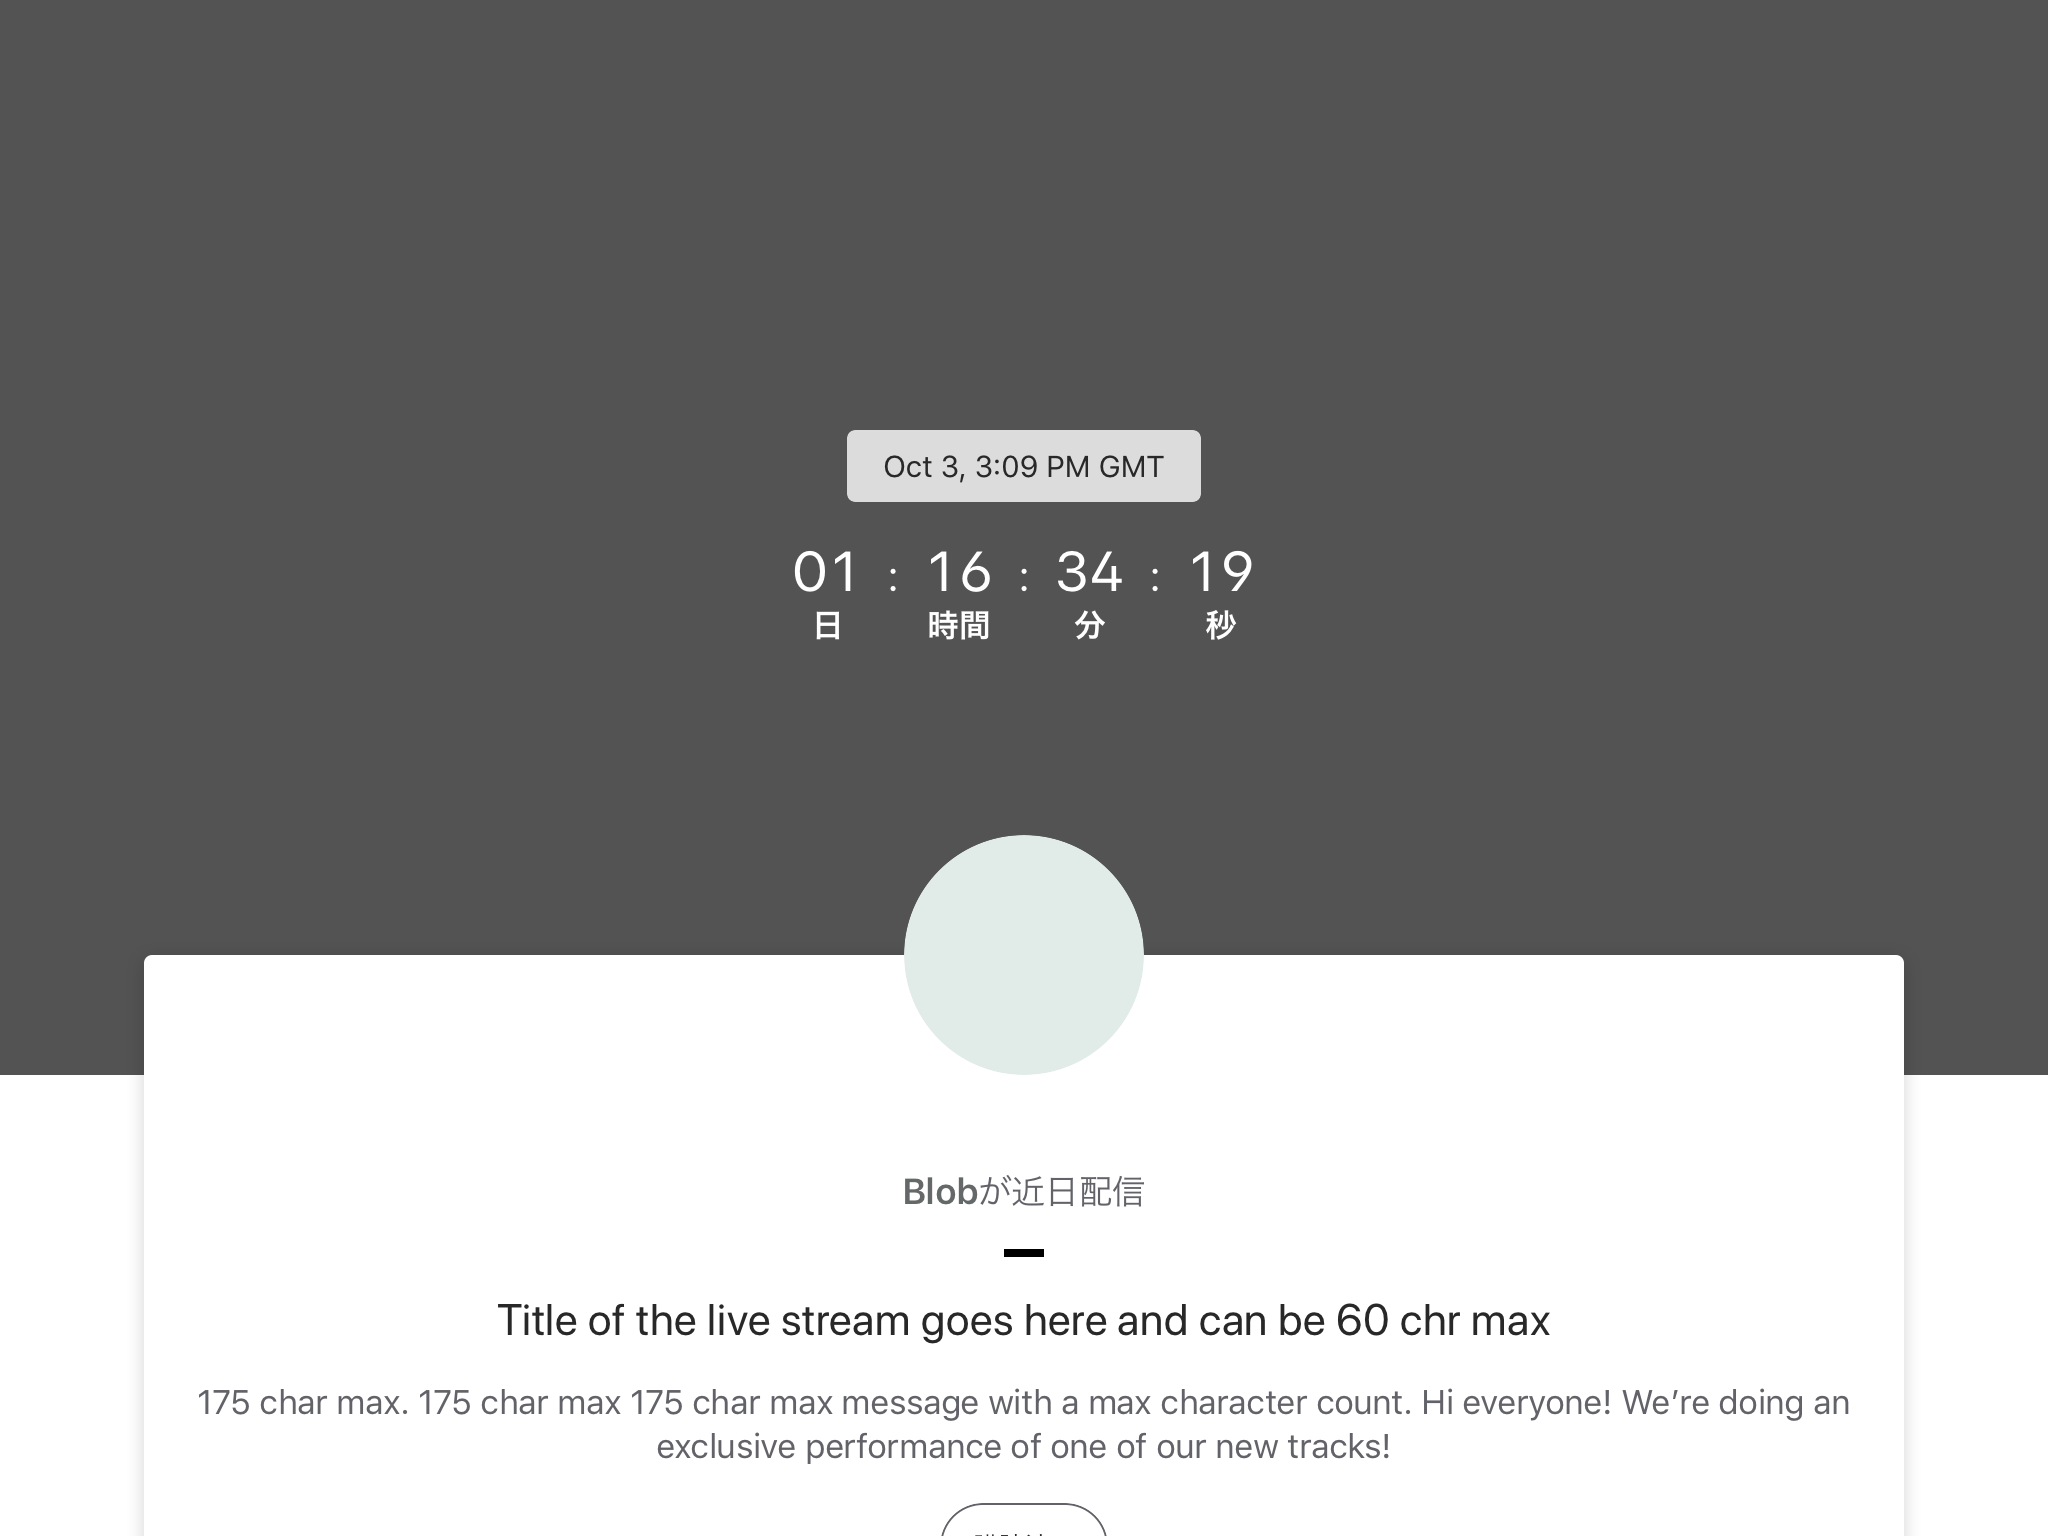 Oct 3, 3:09 PM GMT
01 : 16 : 34 : 19
日 時間 分 秒
Blobが近日配信
Title of the live stream goes here and can be 60 chr max
175 char max. 175 char max 175 char max message with a max character count. Hi everyone! We’re doing an
exclusive performance of one of our new tracks!